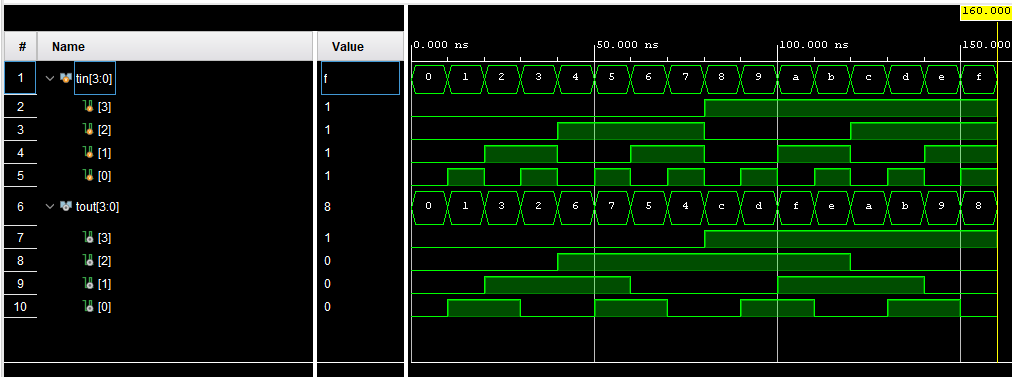 160.000
# Name Value
0.000 ns 50.000 ns 100.000 ns 150.000
1 tin[3:0] f 0 1 2 3 4 5 6 7 8 9 a b c d e f
2 [3] 1
3 [2] 1
4 [1] 1
5 [0] 1
6 tout[3:0] 8 0 1 3 2 6 7 5 4 c d f e a b 9 8
7 [3] 1
8 [2] 0
9 [1] 0
10 [0] 0